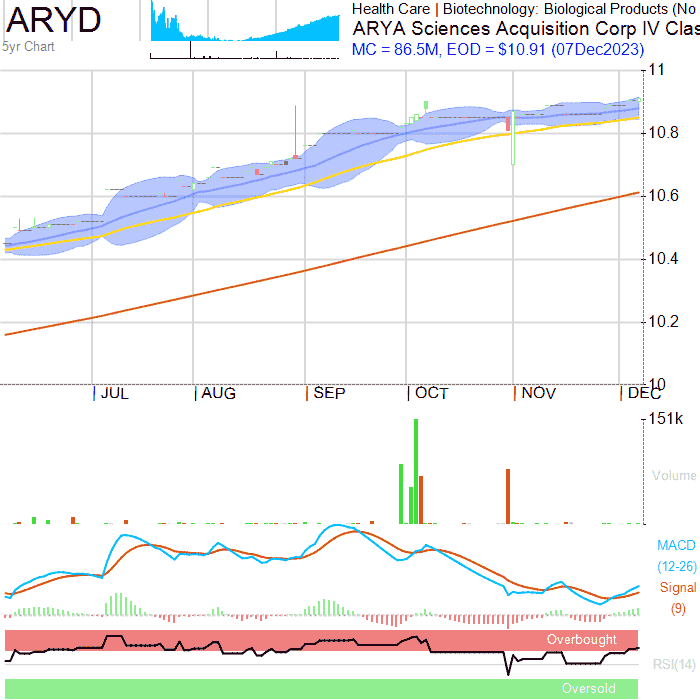 ARYD
5yr Chart
Health Care | Biotechnology: Biological Products (No
ARYA Sciences Acquisition Corp IV Clas
MC = 86.5M, EOD = $10.91 (07Dec2023)
11
10.8
10.6
10.4
10.2
10
JUL AUG SEP OCT NOV DEC
151k
Volume
MACD
(12-26)
Signal
(9)
Overbought
RSI(14)
Oversold